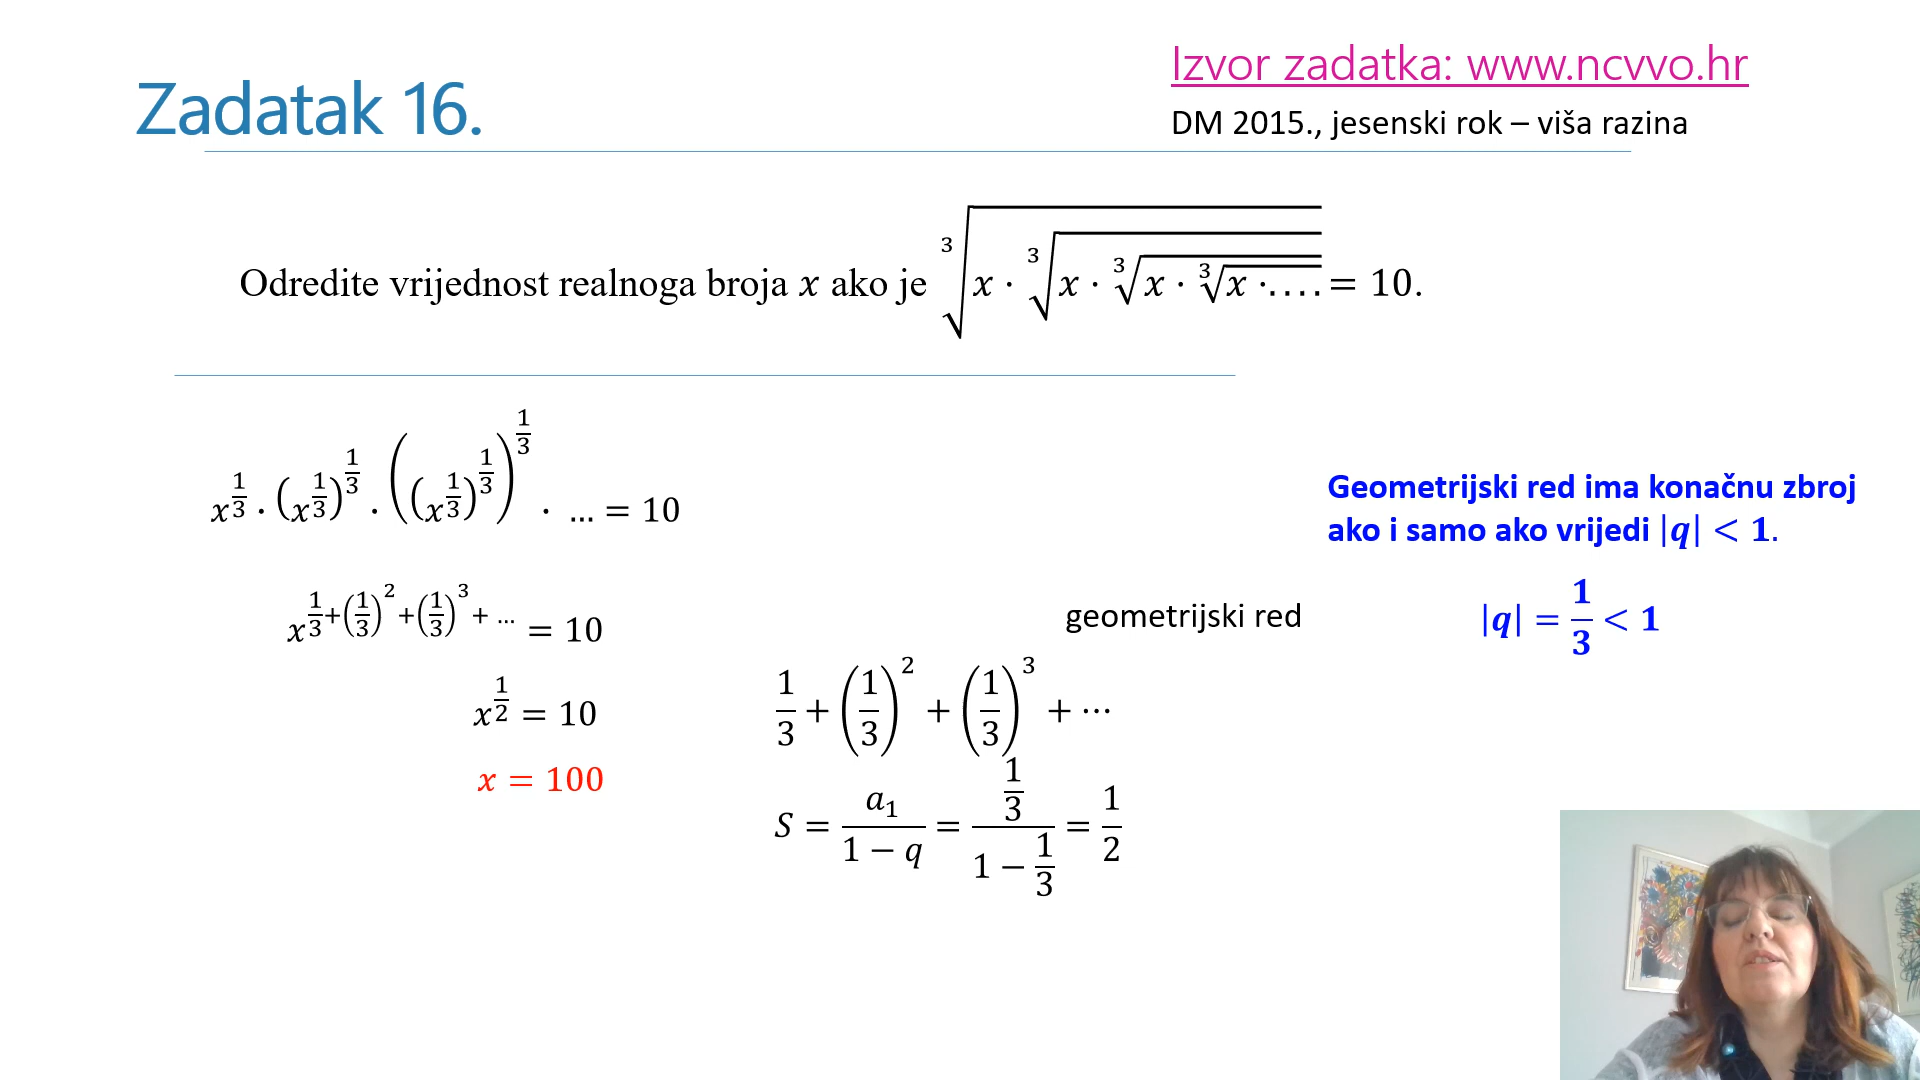 Izvor zadatka: www.ncvvo.hr
Zadatak 16.
DM 2015., jesenski rok – viša razina
Odredite vrijednost realnoga broja x ako je ∛(x · ∛(x · ∛(x · ∛(x ·....)))) = 10.
x^(1/3) · (x^(1/3))^(1/3) · ((x^(1/3))^(1/3))^(1/3) · ... = 10
Geometrijski red ima konačnu zbroj
ako i samo ako vrijedi |q| < 1.
x^(1/3+(1/3)^2+(1/3)^3+ ...) = 10
geometrijski red
|q| = 1/3 < 1
x^(1/2) = 10
1/3 + (1/3)^2 + (1/3)^3 + ⋯
x = 100
S = a₁/(1 − q) = (1/3)/(1 − 1/3) = 1/2